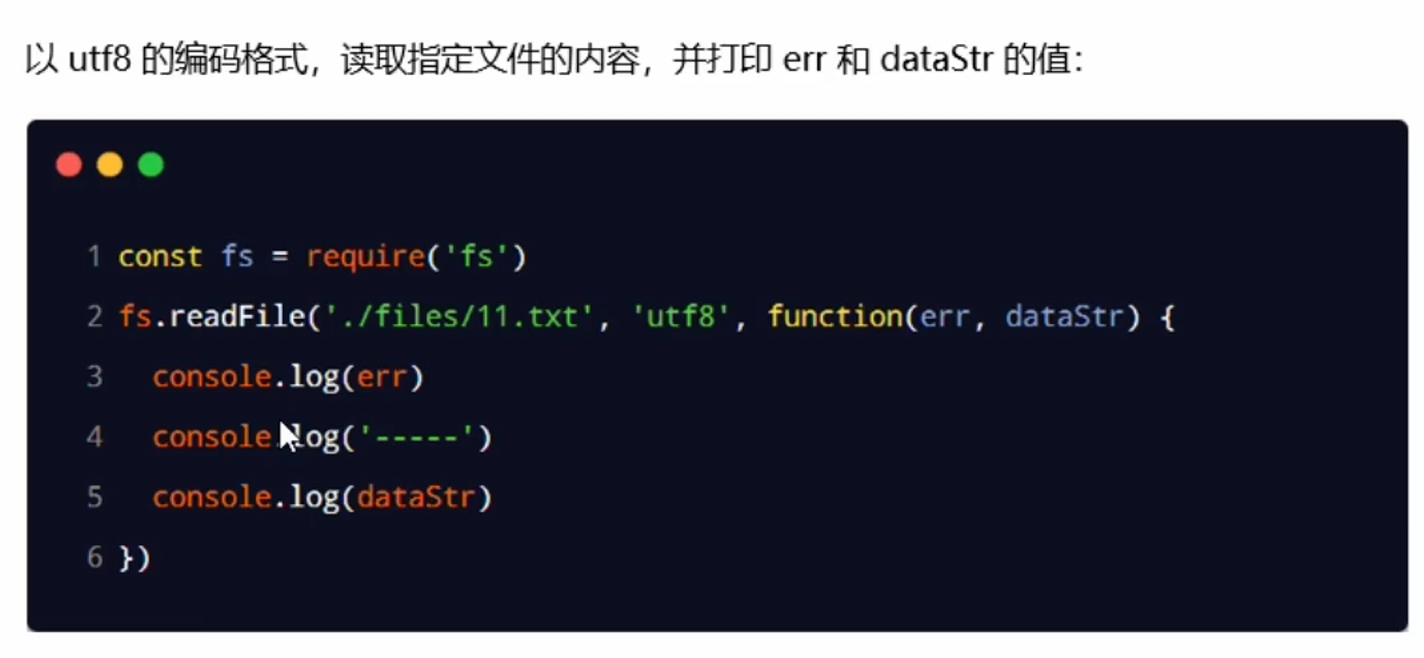 以 utf8 的编码格式，读取指定文件的内容，并打印 err 和 dataStr 的值：
1 const fs = require('fs')
2 fs.readFile('./files/11.txt', 'utf8', function(err, dataStr) {
3   console.log(err)
4   console.log('-----')
5   console.log(dataStr)
6 })